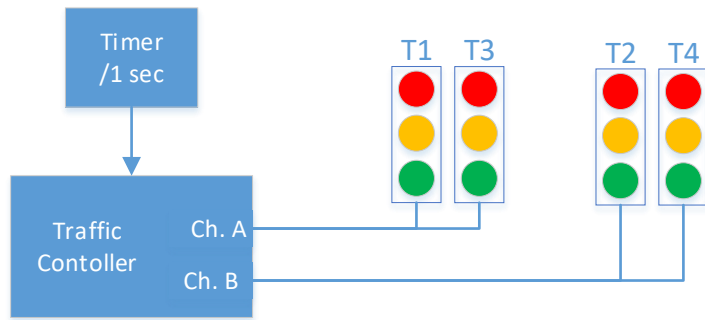 Timer
/1 sec
T1 T3
T2 T4
Traffic
Contoller
Ch. A
Ch. B